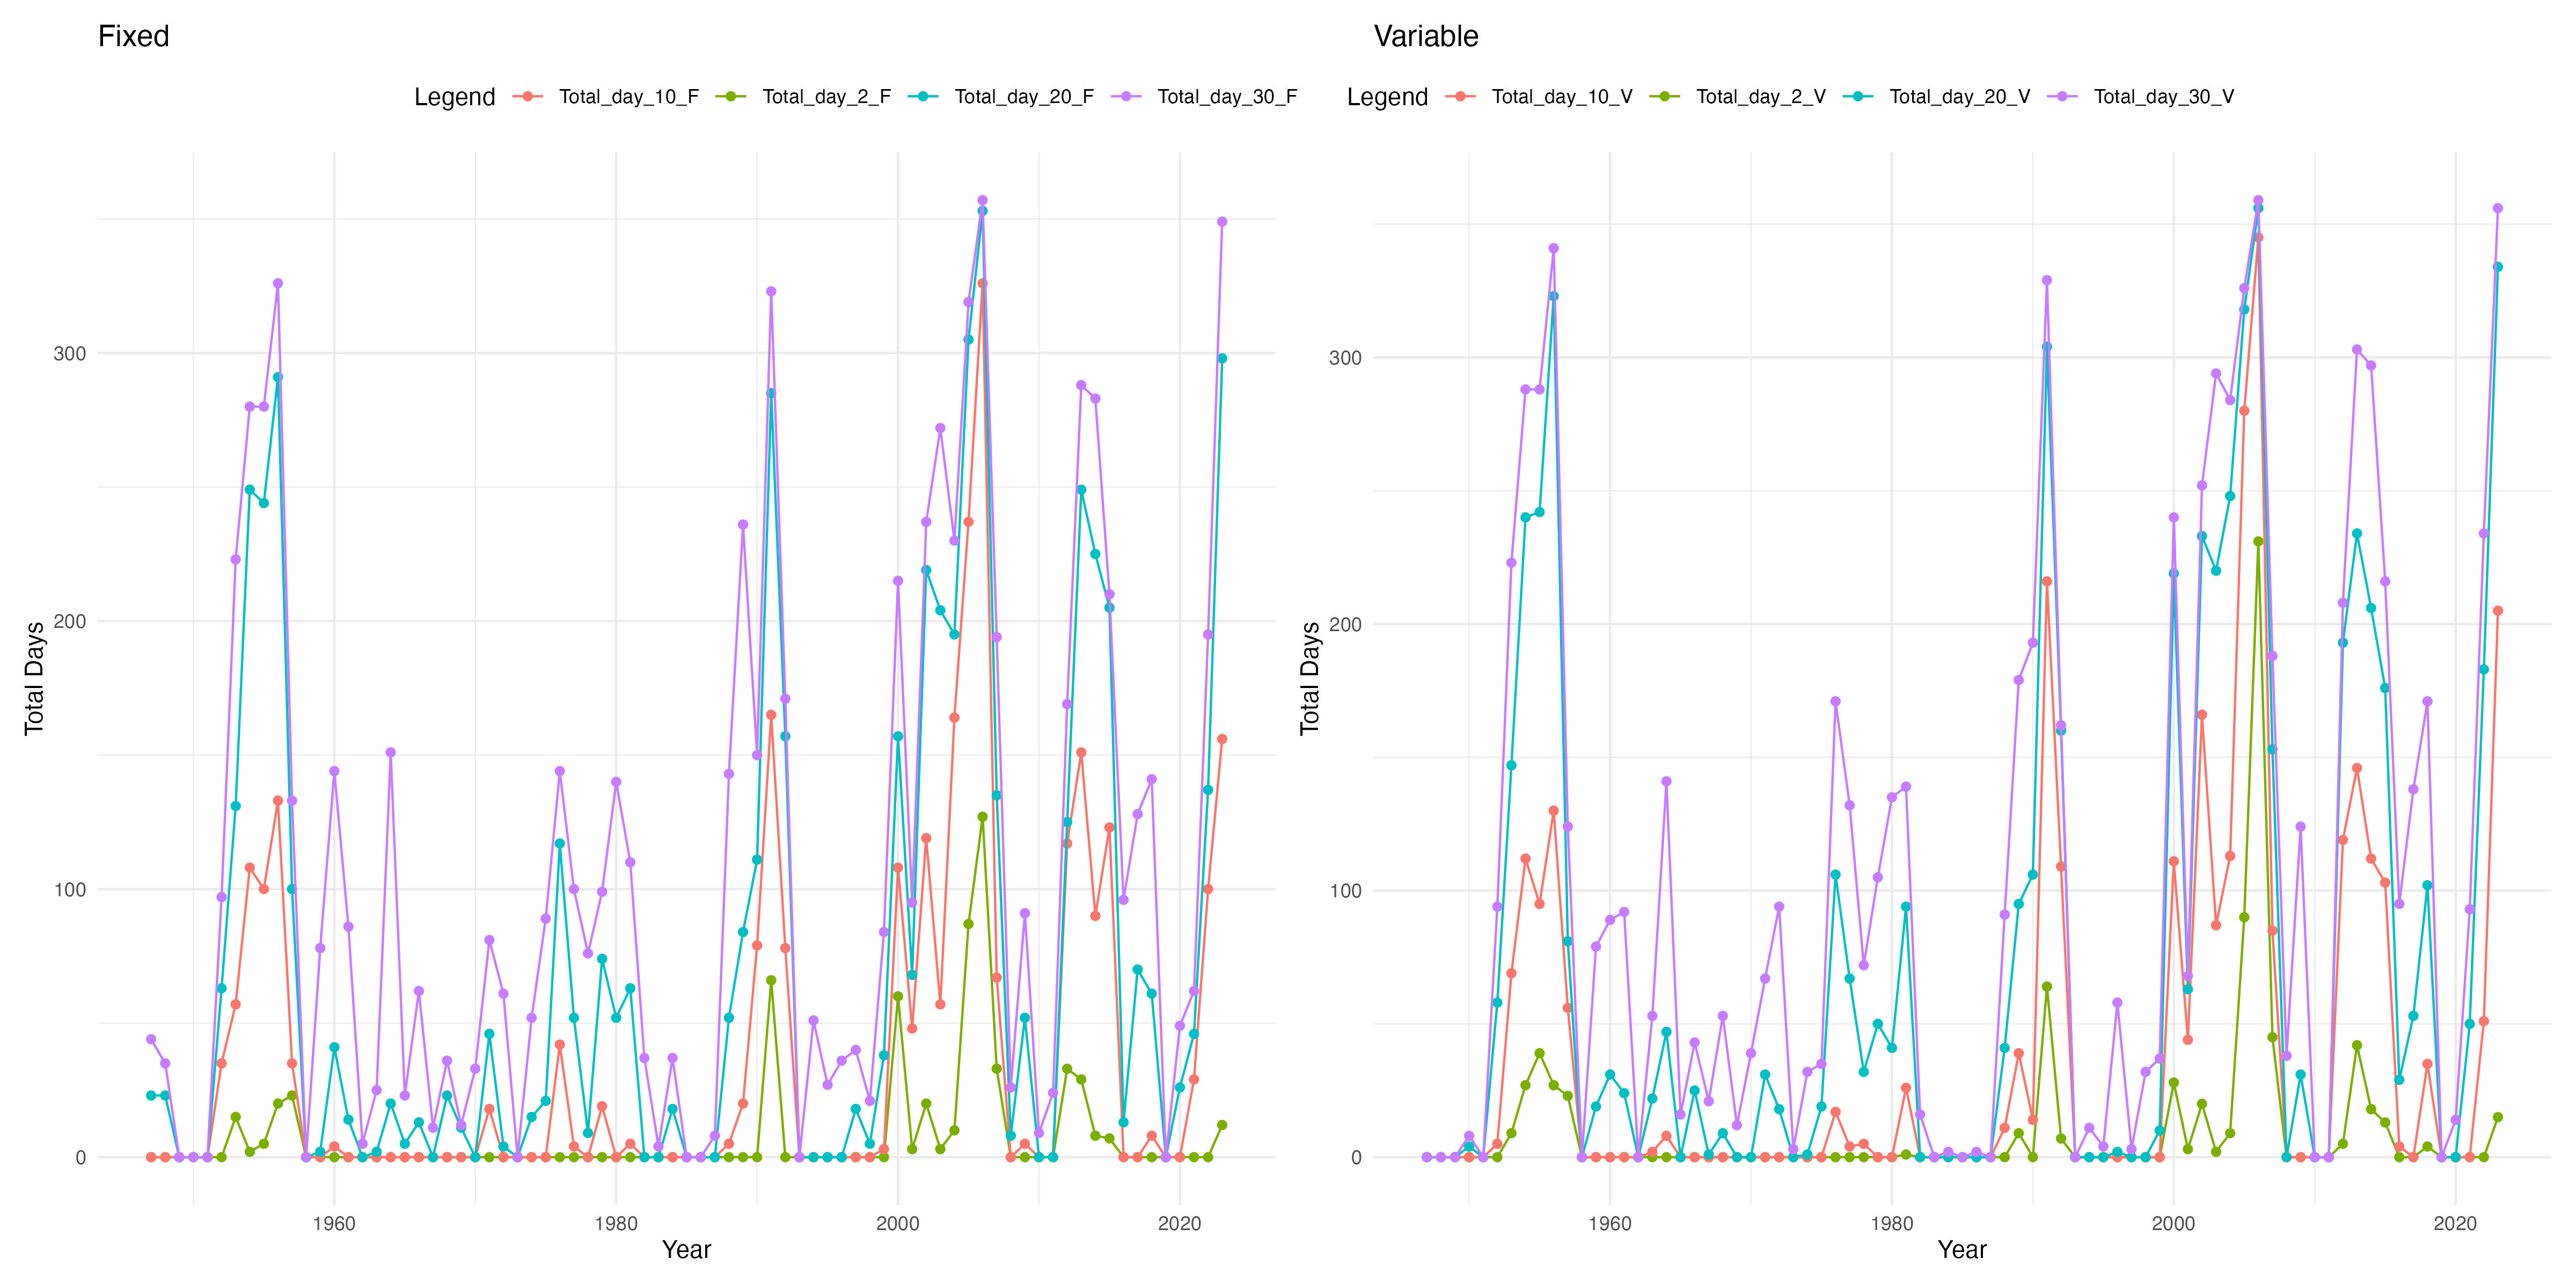 Fixed
Legend Total_day_10_F Total_day_2_F Total_day_20_F Total_day_30_F
300
200
100
0
Total Days
1960 1980 2000 2020
Year
Variable
Legend Total_day_10_V Total_day_2_V Total_day_20_V Total_day_30_V
300
200
100
0
Total Days
1960 1980 2000 2020
Year